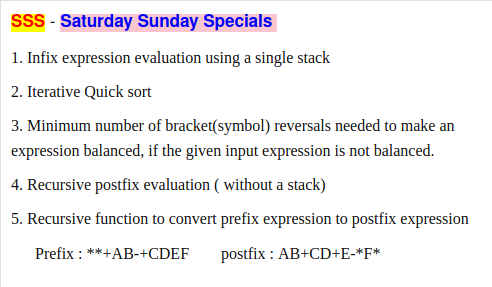 SSS - Saturday Sunday Specials
1. Infix expression evaluation using a single stack
2. Iterative Quick sort
3. Minimum number of bracket(symbol) reversals needed to make an
expression balanced, if the given input expression is not balanced.
4. Recursive postfix evaluation ( without a stack)
5. Recursive function to convert prefix expression to postfix expression
Prefix : **+AB-+CDEF postfix : AB+CD+E-*F*